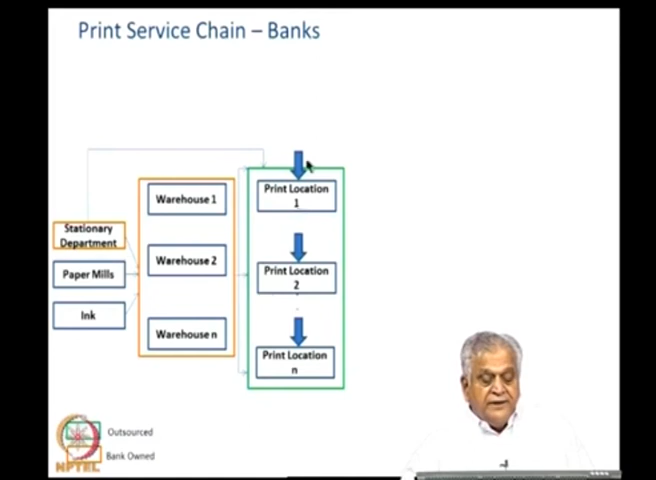 Print Service Chain – Banks
Stationary
Department
Paper Mills
Ink
Warehouse 1
Warehouse 2
Warehouse n
Print Location
1
Print Location
2
Print Location
n
Outsourced
Bank Owned
NPTEL